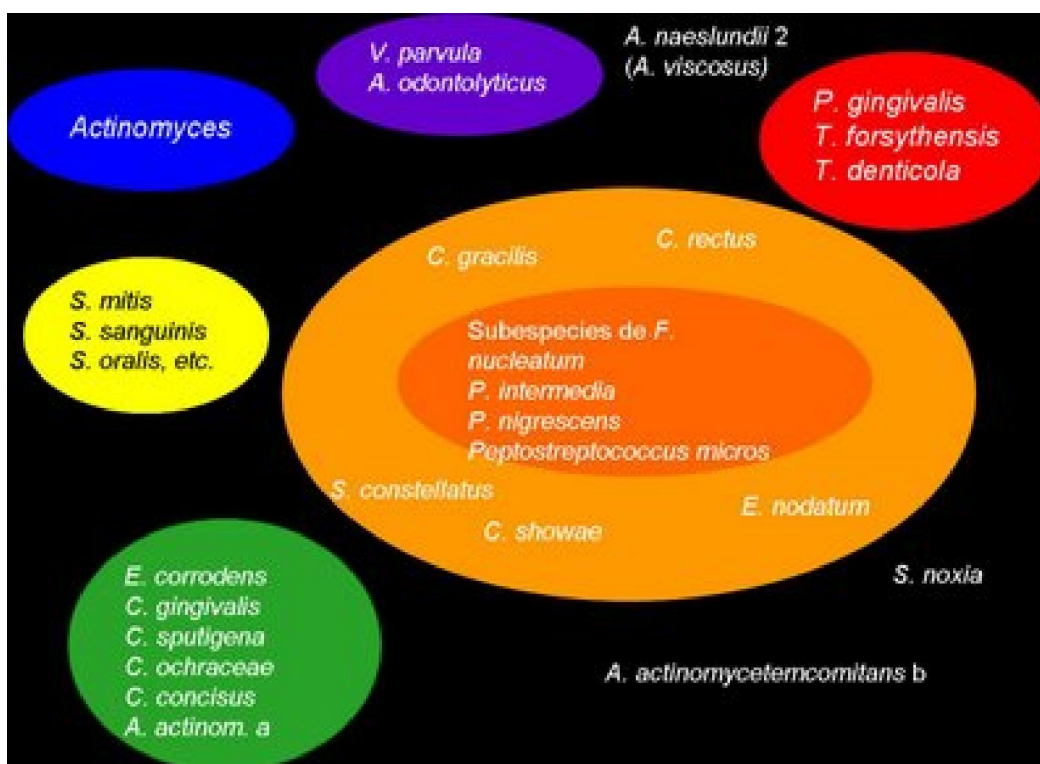 V. parvula
A. odontolyticus
A. naeslundii 2
(A. viscosus)
Actinomyces
P. gingivalis
T. forsythensis
T. denticola
C. gracilis
C. rectus
S. mitis
S. sanguinis
S. oralis, etc.
Subespecies de F.
nucleatum
P. intermedia
P. nigrescens
Peptostreptococcus micros
S. constellatus
E. nodatum
C. showae
E. corrodens
C. gingivalis
C. sputigena
C. ochraceae
C. concisus
A. actinom. a
S. noxia
A. actinomycetemcomitans b